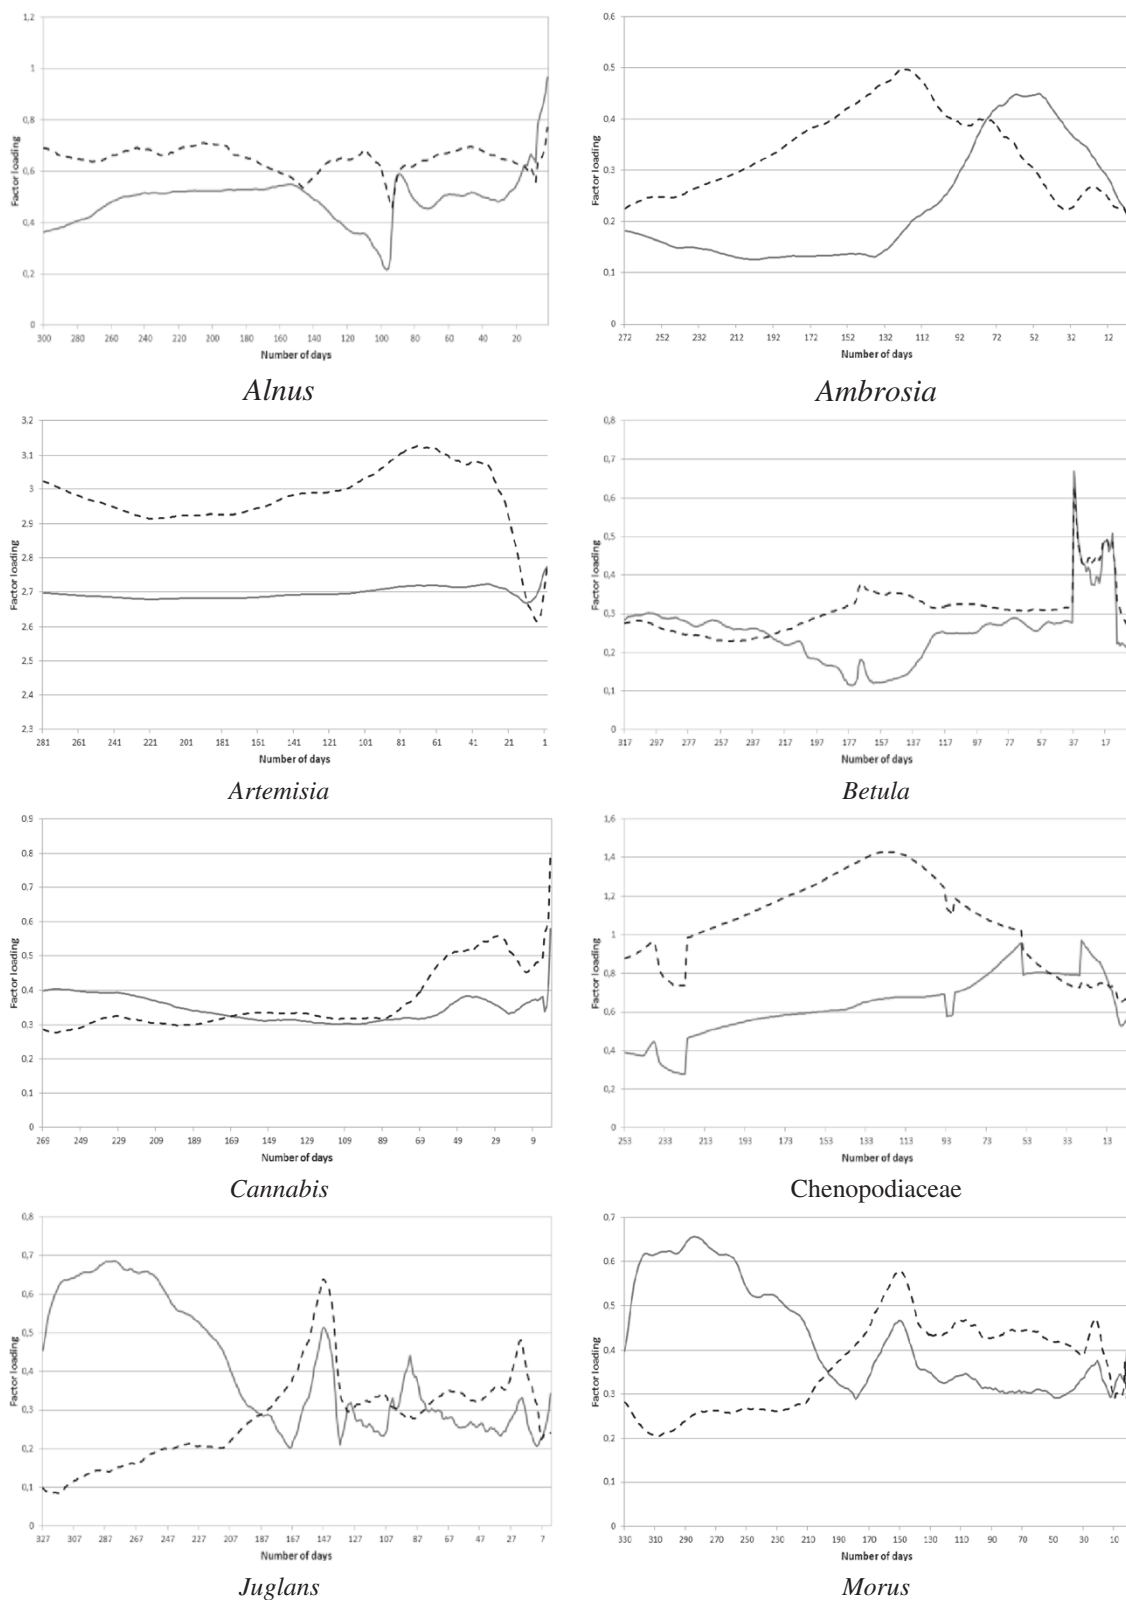 1,2
1
0,8
0,6
0,4
0,2
0
Factor loading
300 280 260 240 220 200 180 160 140 120 100 80 60 40 20
Number of days
Alnus
0.6
0.5
0.4
0.3
0.2
0.1
0
Factor loading
272 252 232 212 192 172 152 132 112 92 72 52 32 12
Number of days
Ambrosia
3.2
3.1
3
2.9
2.8
2.7
2.6
2.5
2.4
2.3
Factor loading
281 261 241 221 201 181 151 141 121 101 81 61 41 21 1
Number of days
Artemisia
0,8
0,7
0,6
0,5
0,4
0,3
0,2
0,1
0
Factor loading
317 297 277 257 237 217 197 177 157 137 117 97 77 57 37 17
Number of days
Betula
0.9
0.8
0.7
0.6
0.5
0.4
0.3
0.2
0.1
0
Factor loading
269 249 229 209 189 169 149 129 109 89 69 49 29 9
Number of days
Cannabis
1,6
1,4
1,2
1
0,8
0,6
0,4
0,2
0
Factor loading
253 233 213 193 173 153 133 113 93 73 53 33 13
Number of days
Chenopodiaceae
0,8
0,7
0,6
0,5
0,4
0,3
0,2
0,1
0
Factor loading
327 307 287 267 247 227 207 187 167 147 127 107 87 67 47 27 7
Number of days
Juglans
0.7
0.6
0.5
0.4
0.3
0.2
0.1
0
Factor loading
330 310 290 270 250 230 210 190 170 150 130 110 90 70 50 30 10
Number of days
Morus